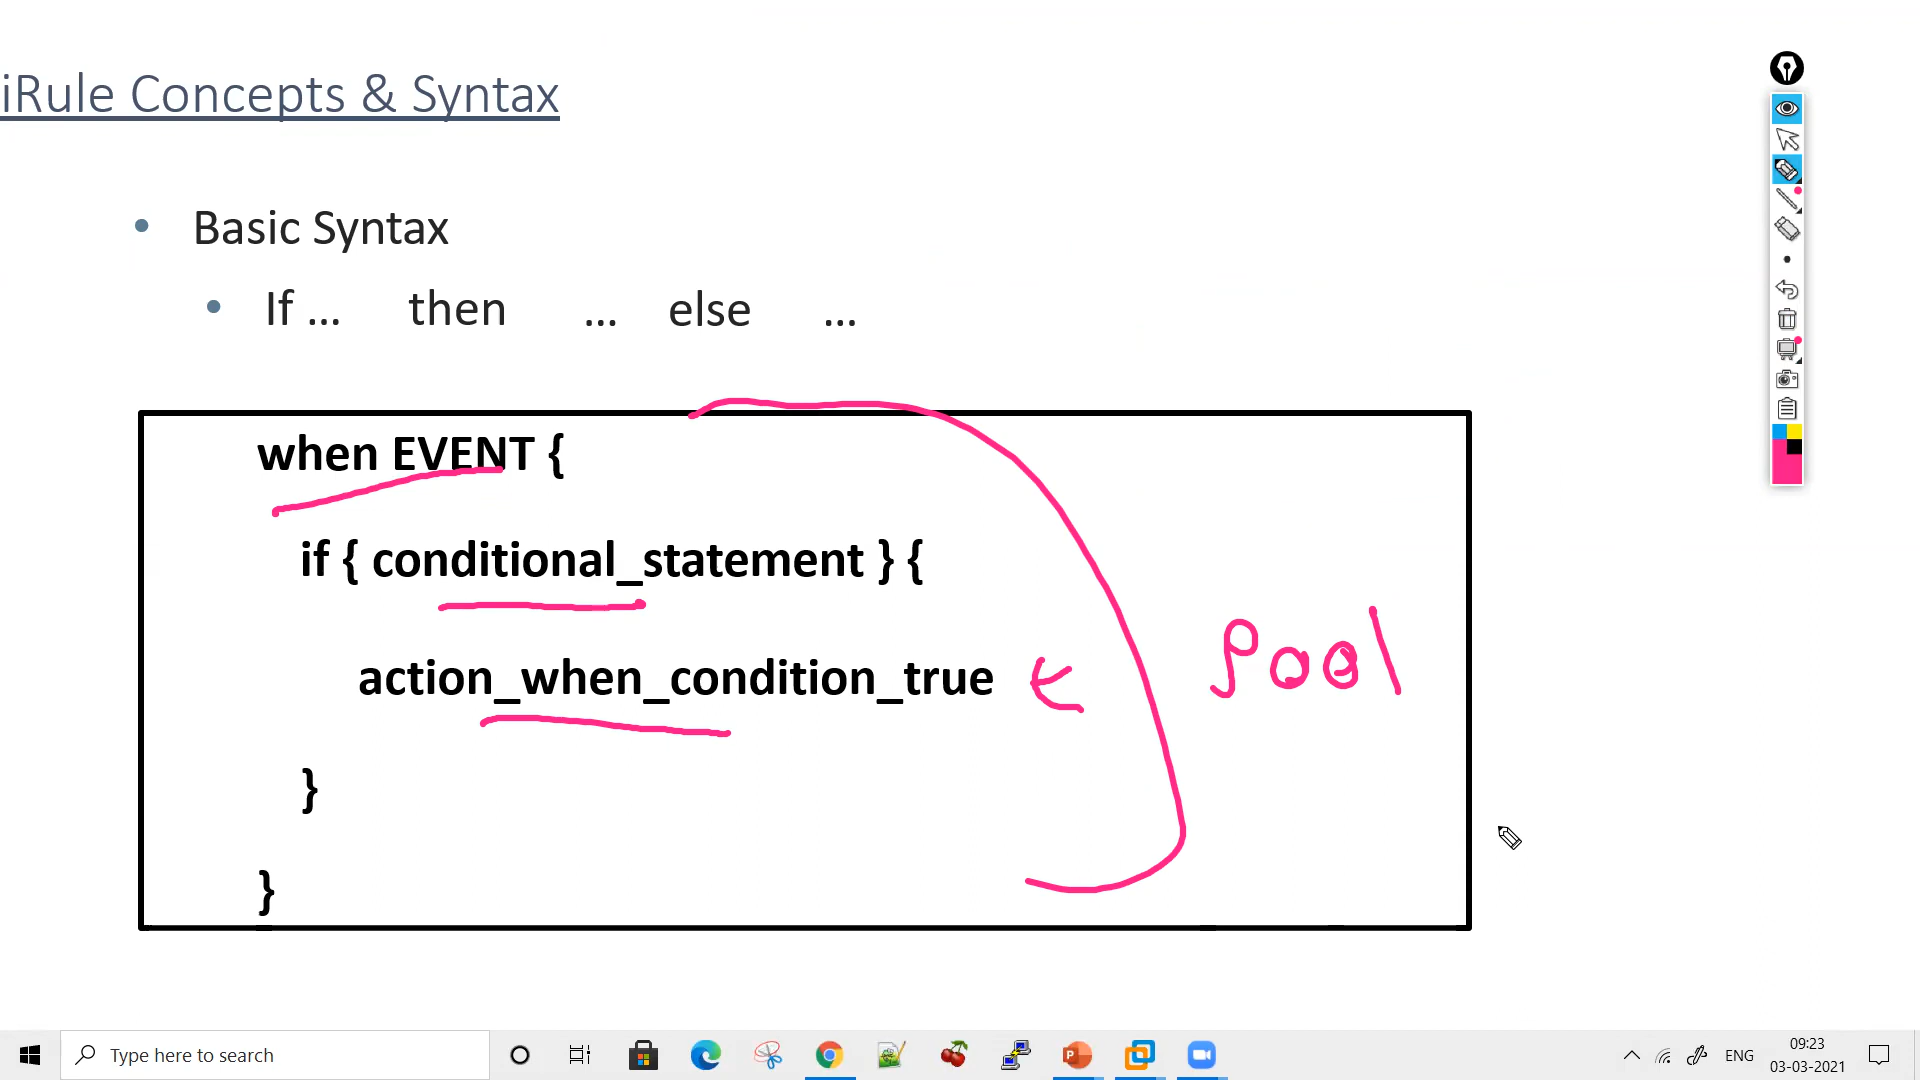 iRule Concepts & Syntax
• Basic Syntax
• If ... then ... else ...
when EVENT {
if { conditional_statement } {
action_when_condition_true
pool
}
}
Type here to search
ENG
09:23
03-03-2021